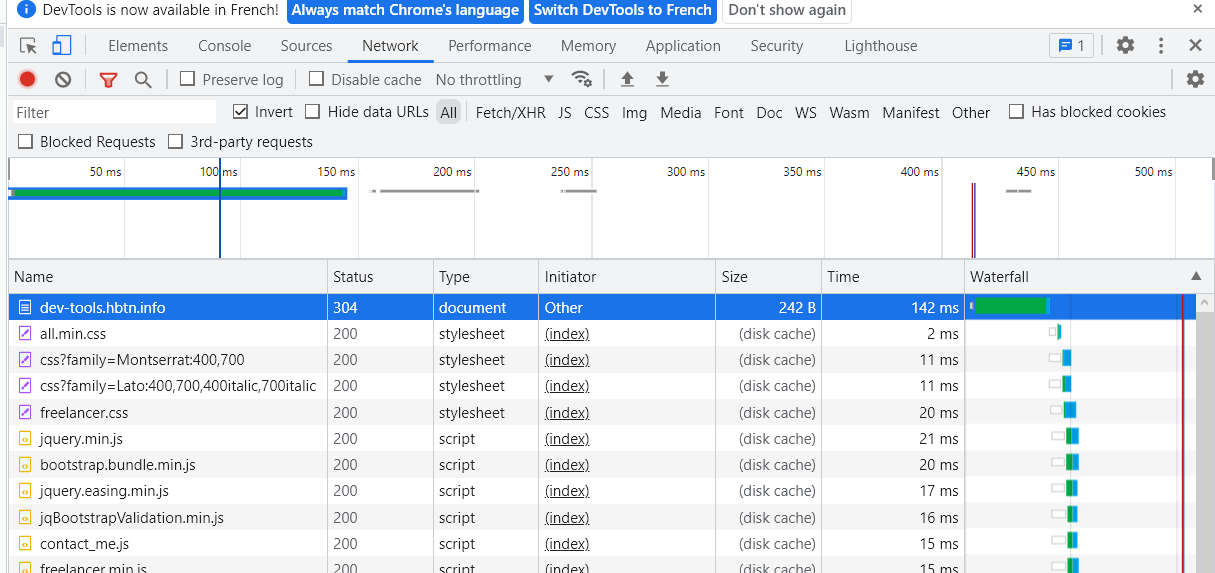 DevTools is now available in French! Always match Chrome's language Switch DevTools to French Don't show again
Elements Console Sources Network Performance Memory Application Security Lighthouse 1
Preserve log Disable cache No throttling
Filter Invert Hide data URLs All Fetch/XHR JS CSS Img Media Font Doc WS Wasm Manifest Other Has blocked cookies
Blocked Requests 3rd-party requests
50 ms 100 ms 150 ms 200 ms 250 ms 300 ms 350 ms 400 ms 450 ms 500 ms
Name Status Type Initiator Size Time Waterfall
dev-tools.hbtn.info 304 document Other 242 B 142 ms
all.min.css 200 stylesheet (index) (disk cache) 2 ms
css?family=Montserrat:400,700 200 stylesheet (index) (disk cache) 11 ms
css?family=Lato:400,700,400italic,700italic 200 stylesheet (index) (disk cache) 11 ms
freelancer.css 200 stylesheet (index) (disk cache) 20 ms
jquery.min.js 200 script (index) (disk cache) 21 ms
bootstrap.bundle.min.js 200 script (index) (disk cache) 20 ms
jquery.easing.min.js 200 script (index) (disk cache) 17 ms
jqBootstrapValidation.min.js 200 script (index) (disk cache) 16 ms
contact_me.js 200 script (index) (disk cache) 15 ms
freelancer.min.js 200 script (index) (disk cache) 15 ms